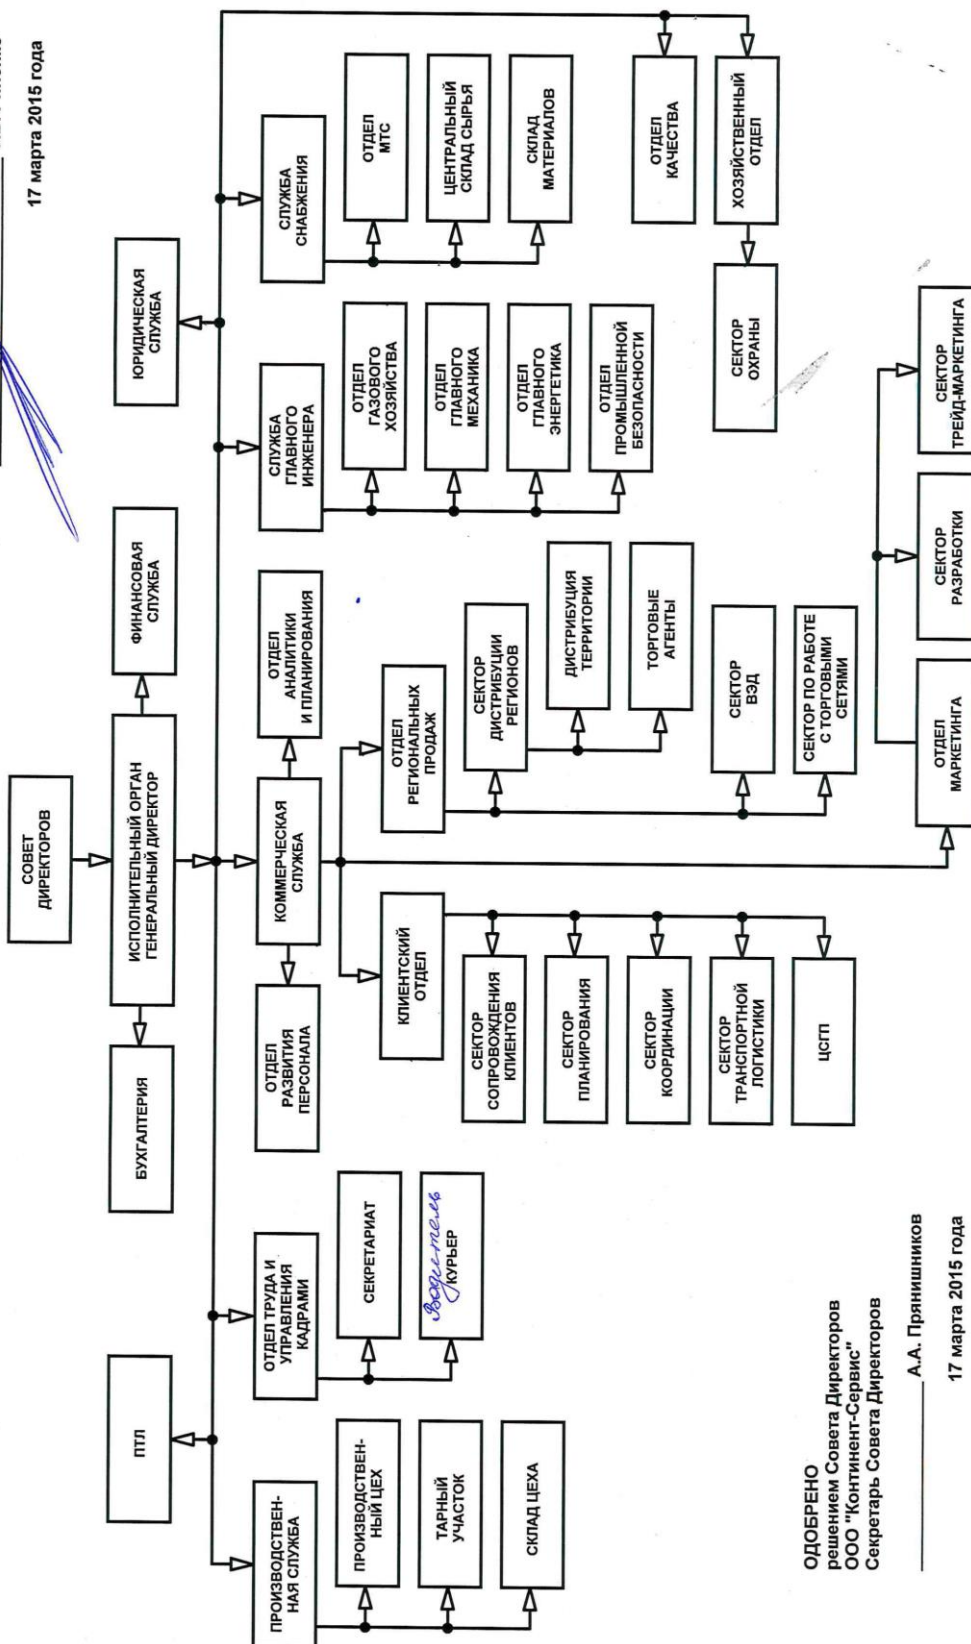 17 марта 2015 года
СОВЕТ
ДИРЕКТОРОВ
БУХГАЛТЕРИЯ
ИСПОЛНИТЕЛЬНЫЙ ОРГАН
ГЕНЕРАЛЬНЫЙ ДИРЕКТОР
ФИНАНСОВАЯ
СЛУЖБА
ПТЛ
ЮРИДИЧЕСКАЯ
СЛУЖБА
ПРОИЗВОДСТВЕН-
НАЯ СЛУЖБА
ПРОИЗВОДСТВЕН-
НЫЙ ЦЕХ
ТАРНЫЙ
УЧАСТОК
СКЛАД ЦЕХА
ОТДЕЛ ТРУДА И
УПРАВЛЕНИЯ
КАДРАМИ
СЕКРЕТАРИАТ
Водитель
КУРЬЕР
ОТДЕЛ
РАЗВИТИЯ
ПЕРСОНАЛА
КОММЕРЧЕСКАЯ
СЛУЖБА
ОТДЕЛ
АНАЛИТИКИ
И ПЛАНИРОВАНИЯ
КЛИЕНТСКИЙ
ОТДЕЛ
СЕКТОР
СОПРОВОЖДЕНИЯ
КЛИЕНТОВ
СЕКТОР
ПЛАНИРОВАНИЯ
СЕКТОР
КООРДИНАЦИИ
СЕКТОР
ТРАНСПОРТНОЙ
ЛОГИСТИКИ
ЦСГП
ОТДЕЛ
РЕГИОНАЛЬНЫХ
ПРОДАЖ
СЕКТОР
ДИСТРИБУЦИИ
РЕГИОНОВ
ДИСТРИБУЦИЯ
ТЕРРИТОРИИ
ТОРГОВЫЕ
АГЕНТЫ
СЕКТОР
ВЭД
СЕКТОР ПО РАБОТЕ
С ТОРГОВЫМИ
СЕТЯМИ
ОТДЕЛ
МАРКЕТИНГА
СЕКТОР
РАЗРАБОТКИ
СЕКТОР
ТРЕЙД-МАРКЕТИНГА
СЛУЖБА
ГЛАВНОГО
ИНЖЕНЕРА
ОТДЕЛ
ГАЗОВОГО
ХОЗЯЙСТВА
ОТДЕЛ
ГЛАВНОГО
МЕХАНИКА
ОТДЕЛ
ГЛАВНОГО
ЭНЕРГЕТИКА
ОТДЕЛ
ПРОМЫШЛЕННОЙ
БЕЗОПАСНОСТИ
СЛУЖБА
СНАБЖЕНИЯ
ОТДЕЛ
МТС
ЦЕНТРАЛЬНЫЙ
СКЛАД СЫРЬЯ
СКЛАД
МАТЕРИАЛОВ
ОТДЕЛ
КАЧЕСТВА
ХОЗЯЙСТВЕННЫЙ
ОТДЕЛ
СЕКТОР
ОХРАНЫ
ОДОБРЕНО
решением Совета Директоров
ООО "Континент-Сервис"
Секретарь Совета Директоров
А.А. Прянишников
17 марта 2015 года